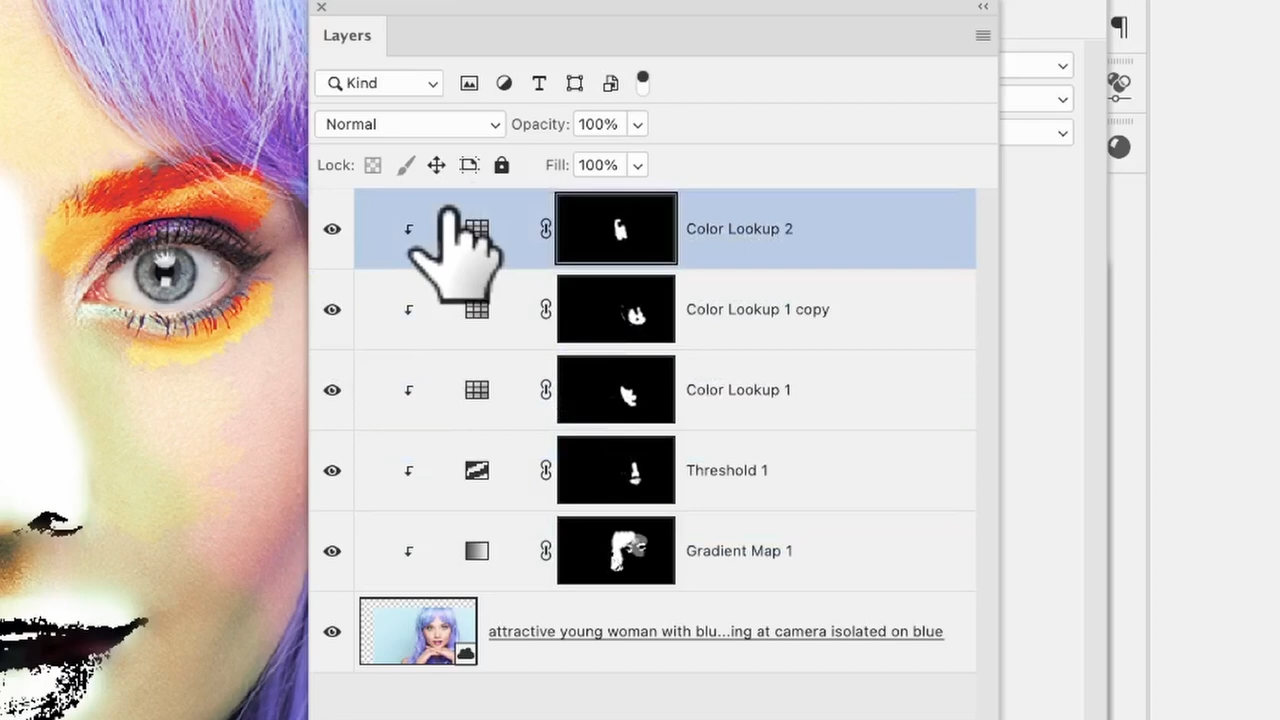 Layers
Kind
Normal
Opacity: 100%
Lock:
Fill: 100%
Color Lookup 2
Color Lookup 1 copy
Color Lookup 1
Threshold 1
Gradient Map 1
attractive young woman with blu...ing at camera isolated on blue